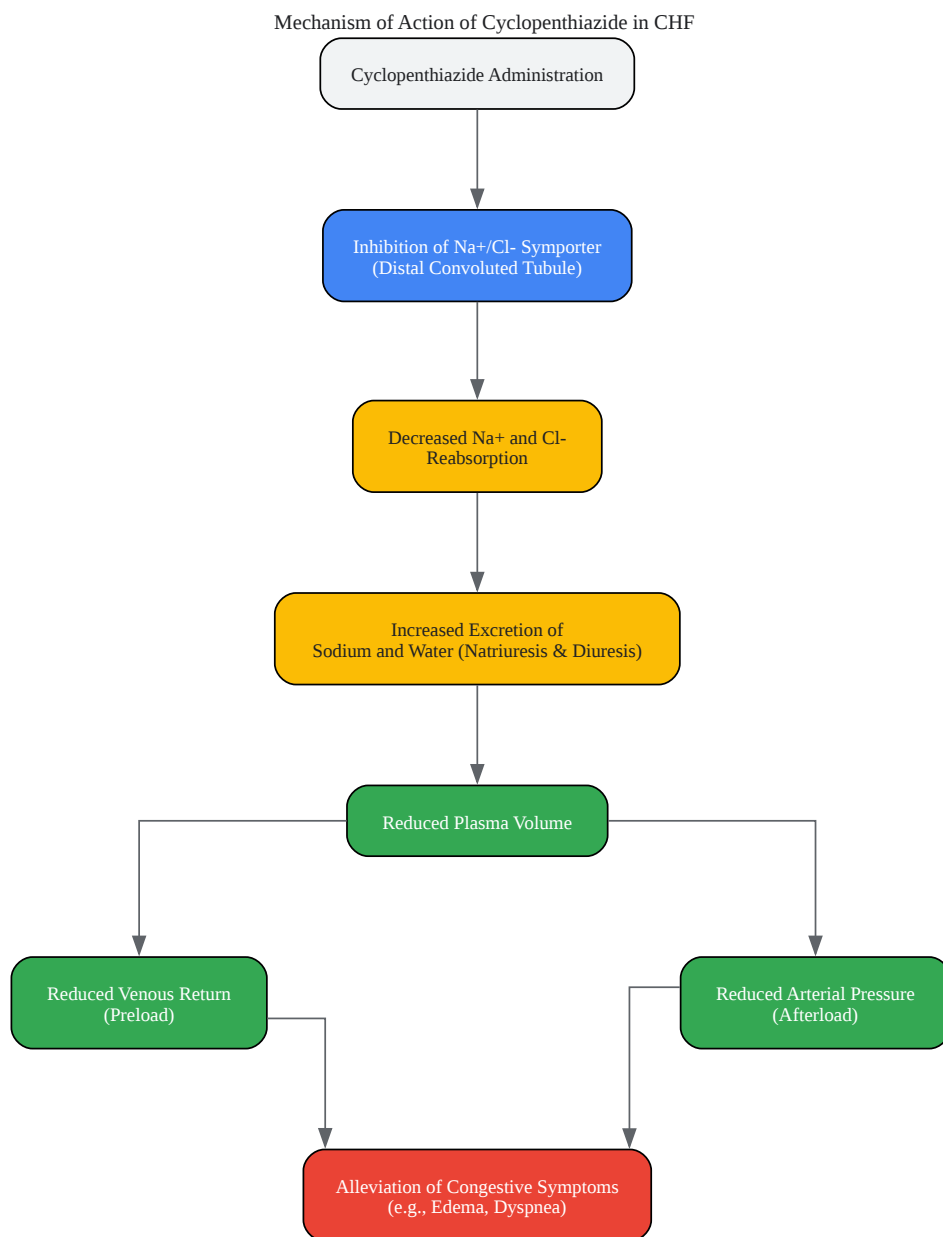 Mechanism of Action of Cyclopenthiazide in CHF
Cyclopenthiazide Administration
Inhibition of Na+/Cl- Symporter
(Distal Convoluted Tubule)
Decreased Na+ and Cl-
Reabsorption
Increased Excretion of
Sodium and Water (Natriuresis & Diuresis)
Reduced Plasma Volume
Reduced Venous Return
(Preload)
Reduced Arterial Pressure
(Afterload)
Alleviation of Congestive Symptoms
(e.g., Edema, Dyspnea)